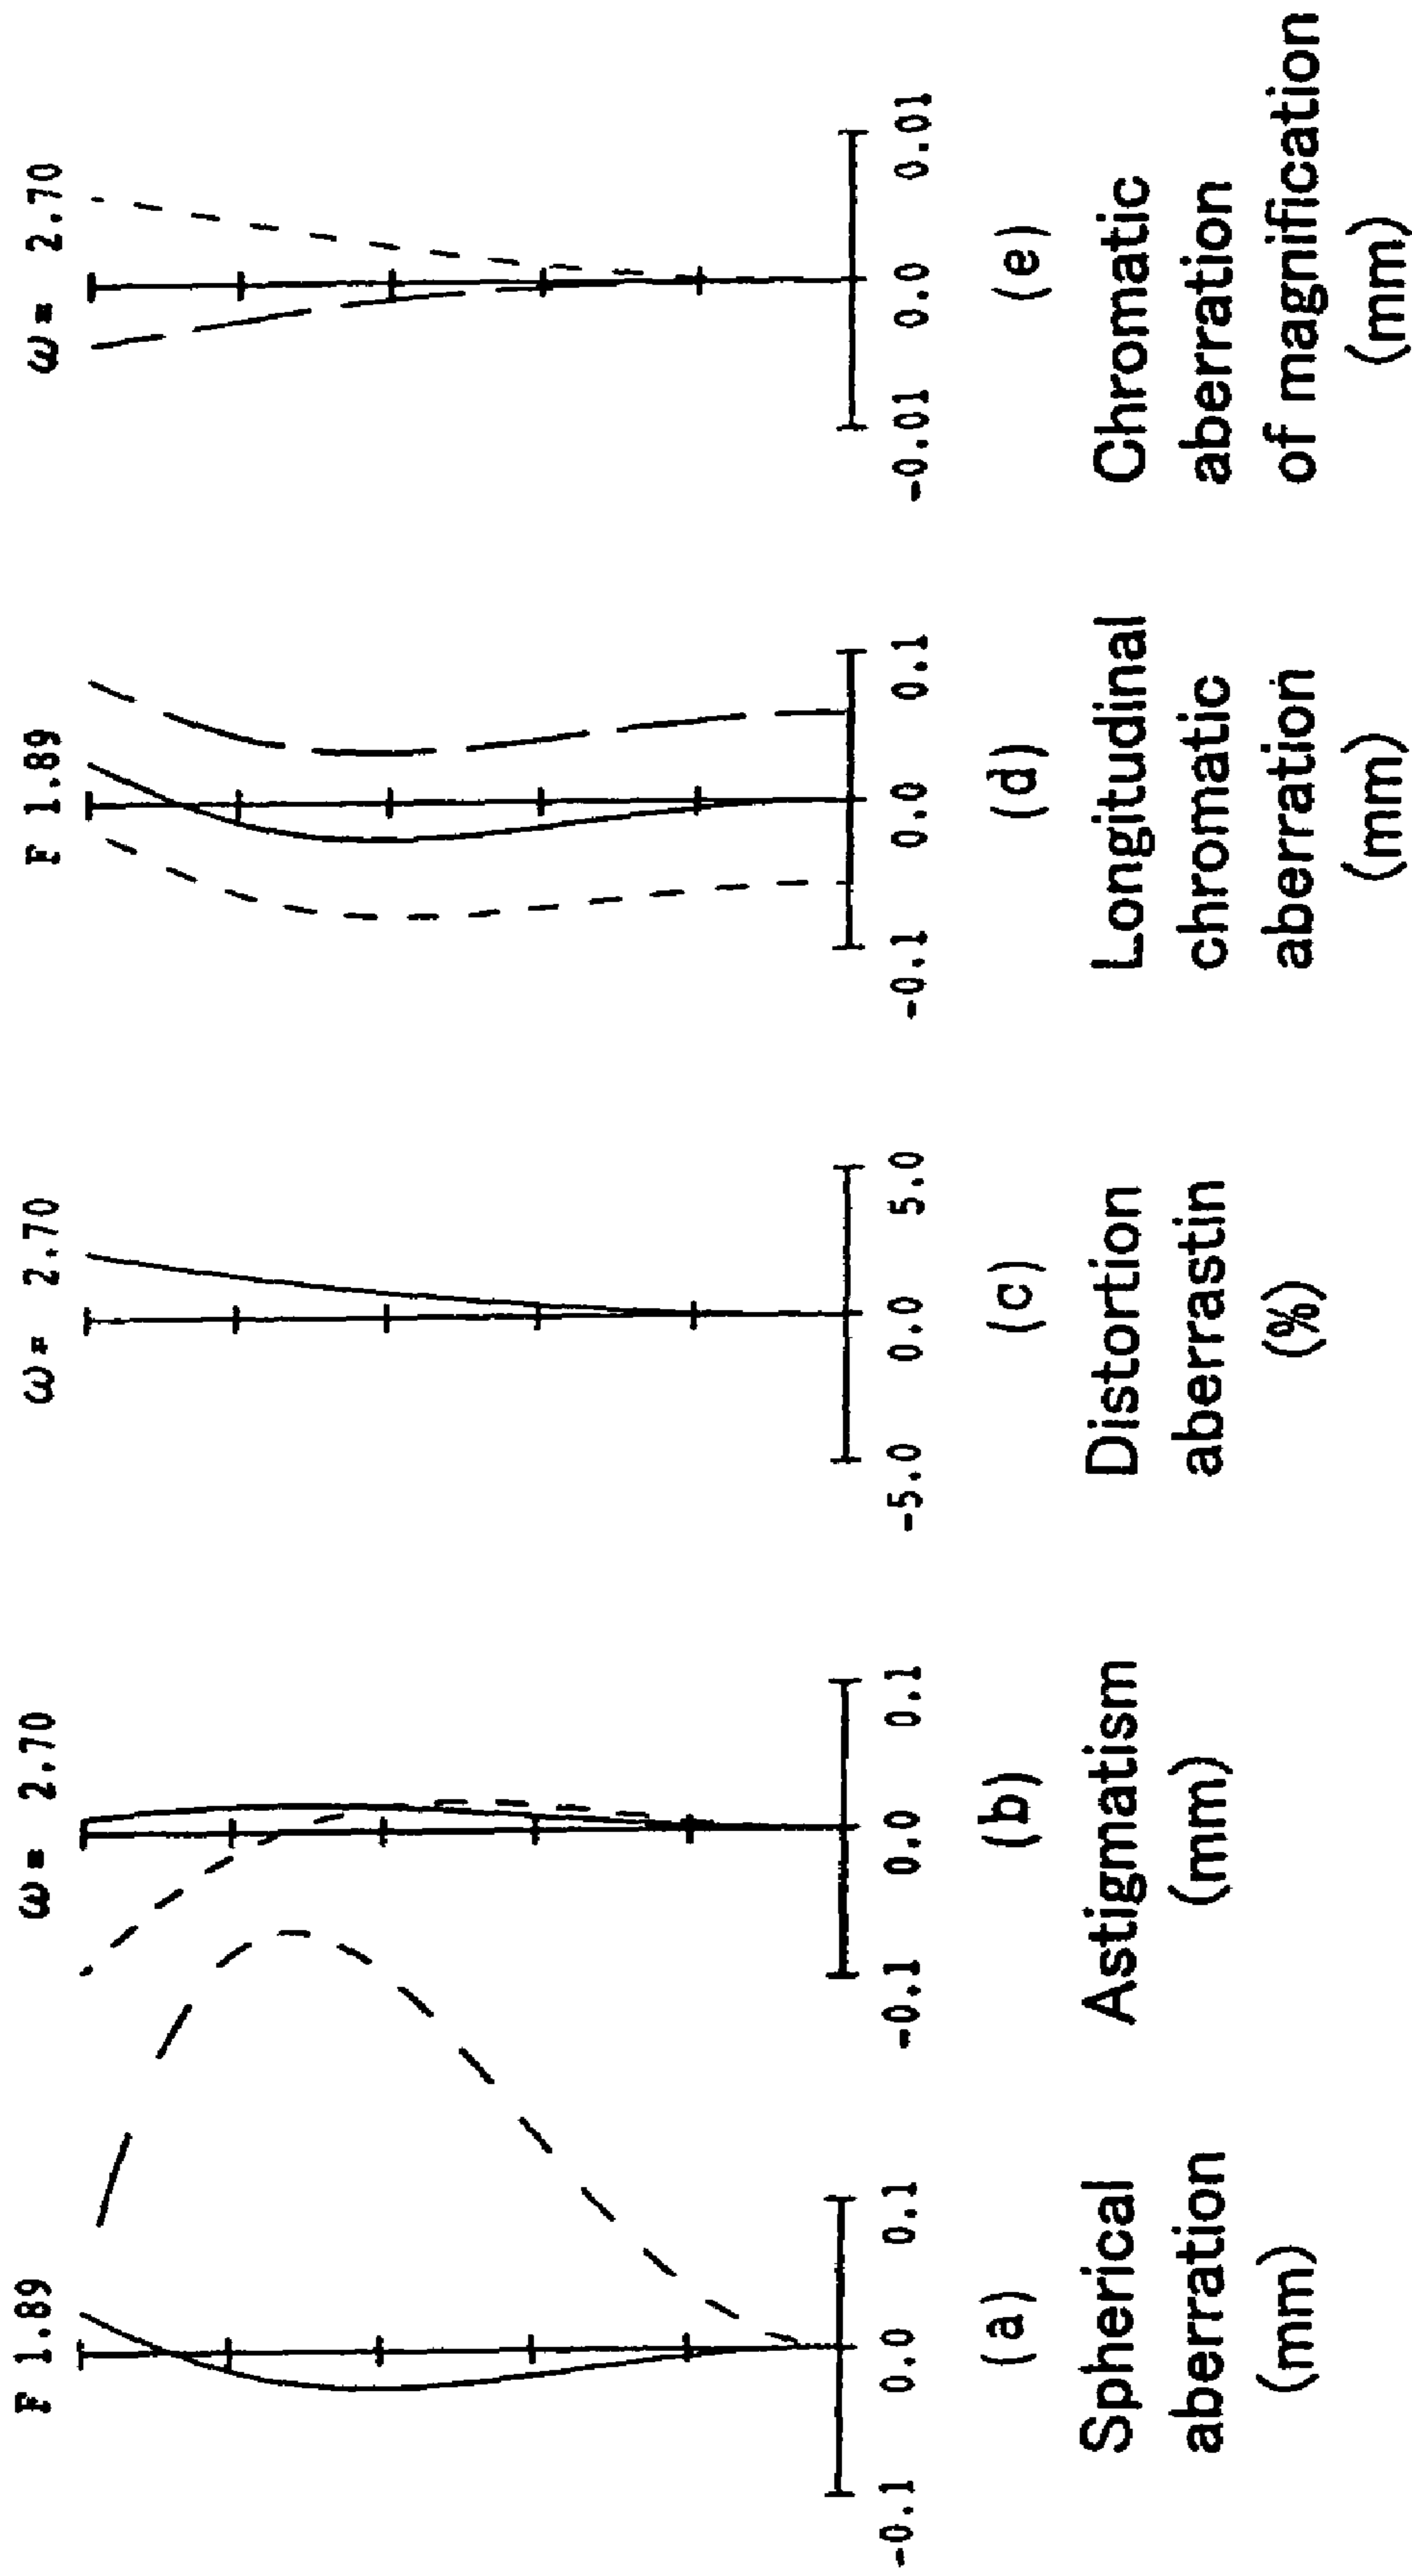 F 1.89
-0.1 0.0 0.1
(a)
Spherical
aberration
(mm)
ω= 2.70
-0.1 0.0 0.1
(b)
Astigmatism
(mm)
ω= 2.70
-5.0 0.0 5.0
(c)
Distortion
aberrastin
(%)
F 1.89
-0.1 0.0 0.1
(d)
Longitudinal
chromatic
aberration
(mm)
ω= 2.70
-0.01 0.0 0.01
(e)
Chromatic
aberration
of magnification
(mm)